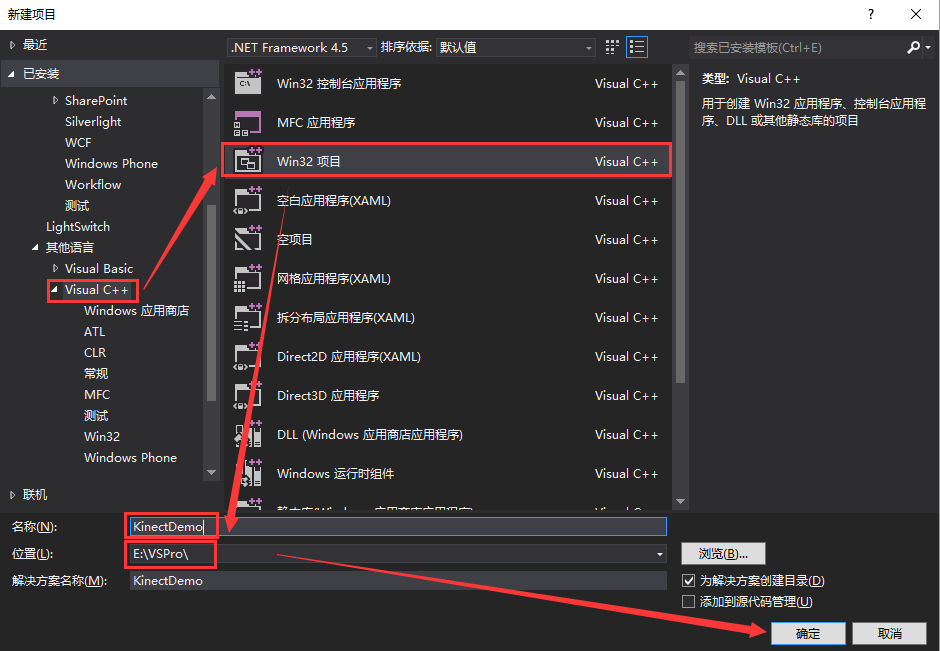 新建项目
?
最近
.NET Framework 4.5
排序依据:
默认值
搜索已安装模板(Ctrl+E)
已安装
SharePoint
Silverlight
WCF
Windows Phone
Workflow
测试
LightSwitch
其他语言
Visual Basic
Visual C++
Windows 应用商店
ATL
CLR
常规
MFC
测试
Win32
Windows Phone
联机
Win32 控制台应用程序 Visual C++
MFC 应用程序 Visual C++
Win32 项目 Visual C++
空白应用程序(XAML) Visual C++
空项目 Visual C++
网格应用程序(XAML) Visual C++
拆分布局应用程序(XAML) Visual C++
Direct2D 应用程序(XAML) Visual C++
Direct3D 应用程序 Visual C++
DLL (Windows 应用商店应用程序) Visual C++
Windows 运行时组件 Visual C++
类型: Visual C++
用于创建 Win32 应用程序、控制台应用程
序、DLL 或其他静态库的项目
名称(N): KinectDemo
位置(L): E:\VSPro\
浏览(B)...
解决方案名称(M): KinectDemo
为解决方案创建目录(D)
添加到源代码管理(U)
确定
取消